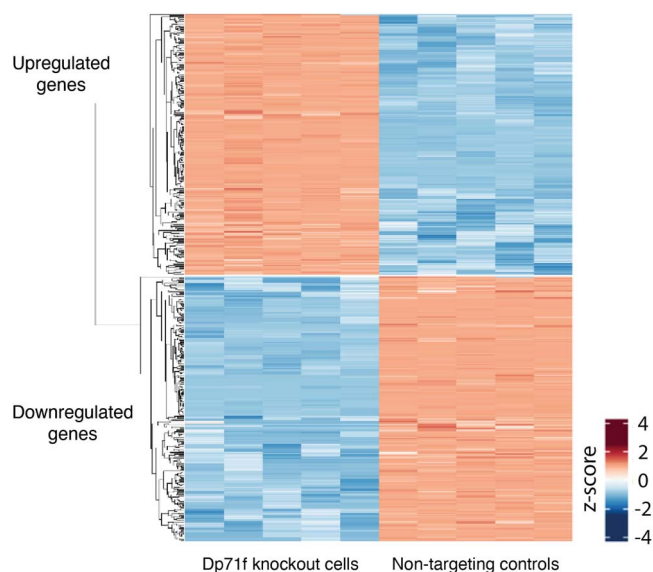 Upregulated
genes
Downregulated
genes
Dp71f knockout cells
Non-targeting controls
z-score
4
2
0
-2
-4